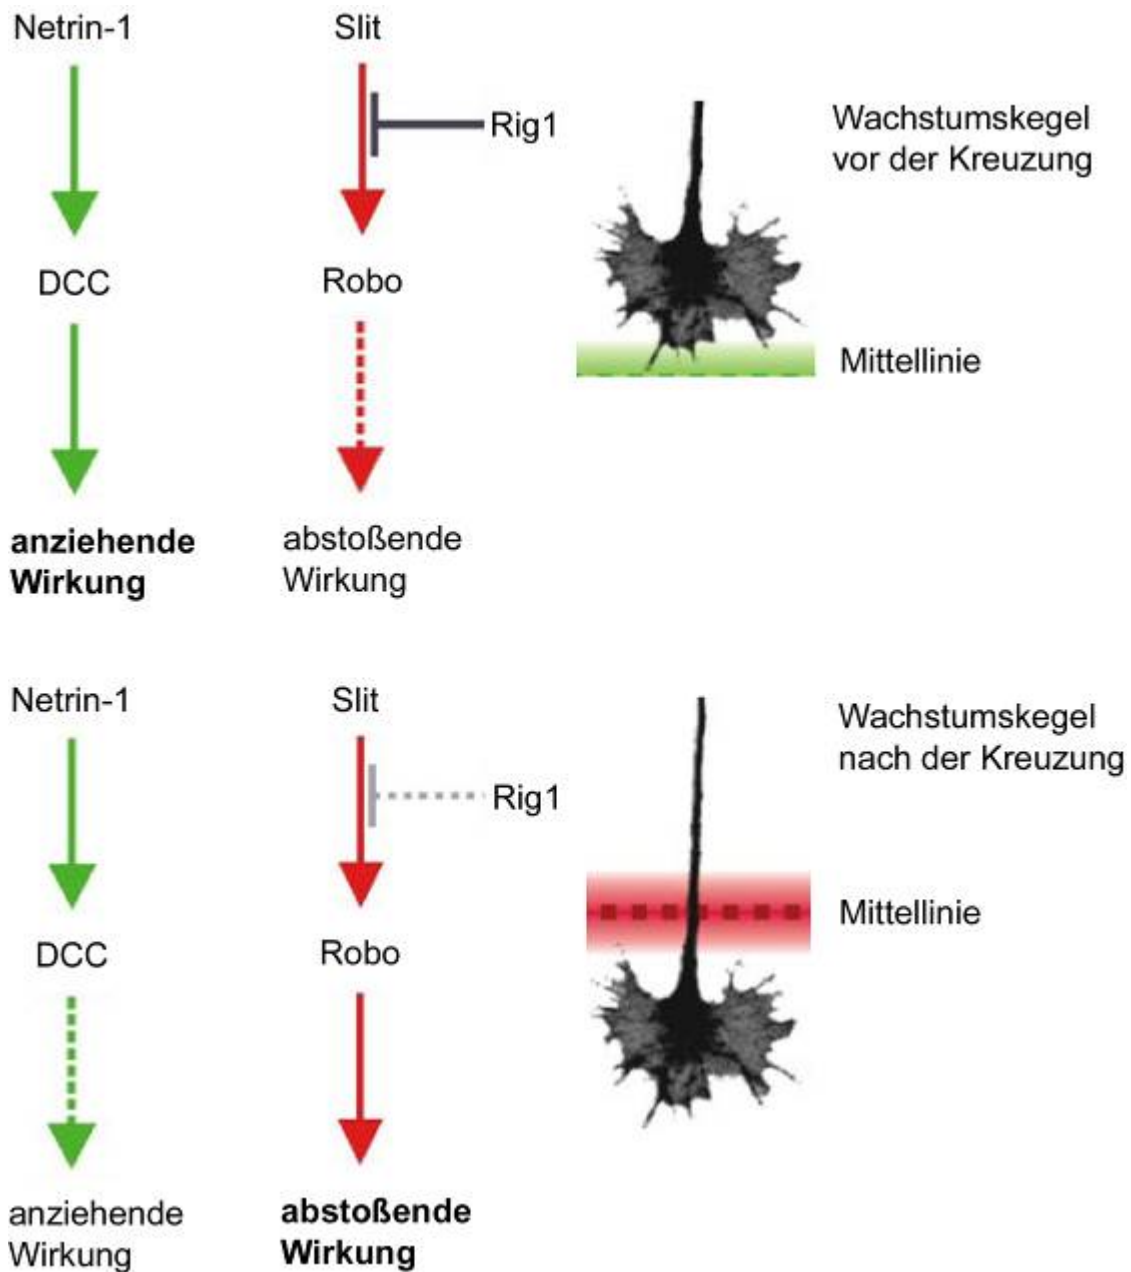 Netrin-1
Slit
Rig1
Wachstumskegel
vor der Kreuzung
DCC
Robo
Mittellinie
anziehende
Wirkung
abstoßende
Wirkung
Netrin-1
Slit
Wachstumskegel
nach der Kreuzung
Rig1
Mittellinie
DCC
Robo
anziehende
Wirkung
abstoßende
Wirkung